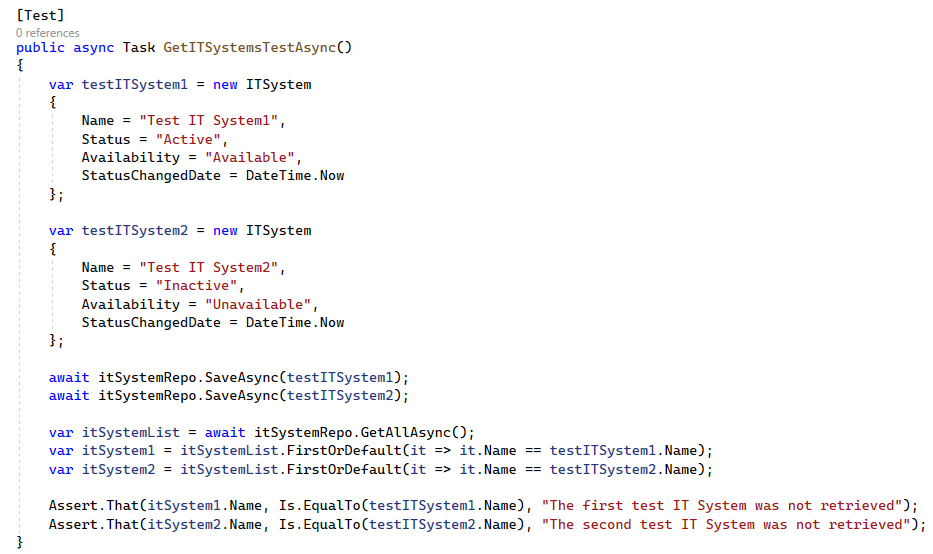 [Test]
0 references
public async Task GetITSystemsTestAsync()
{
    var testITSystem1 = new ITSystem
    {
        Name = "Test IT System1",
        Status = "Active",
        Availability = "Available",
        StatusChangedDate = DateTime.Now
    };

    var testITSystem2 = new ITSystem
    {
        Name = "Test IT System2",
        Status = "Inactive",
        Availability = "Unavailable",
        StatusChangedDate = DateTime.Now
    };

    await itSystemRepo.SaveAsync(testITSystem1);
    await itSystemRepo.SaveAsync(testITSystem2);

    var itSystemList = await itSystemRepo.GetAllAsync();
    var itSystem1 = itSystemList.FirstOrDefault(it => it.Name == testITSystem1.Name);
    var itSystem2 = itSystemList.FirstOrDefault(it => it.Name == testITSystem2.Name);

    Assert.That(itSystem1.Name, Is.EqualTo(testITSystem1.Name), "The first test IT System was not retrieved");
    Assert.That(itSystem2.Name, Is.EqualTo(testITSystem2.Name), "The second test IT System was not retrieved");
}